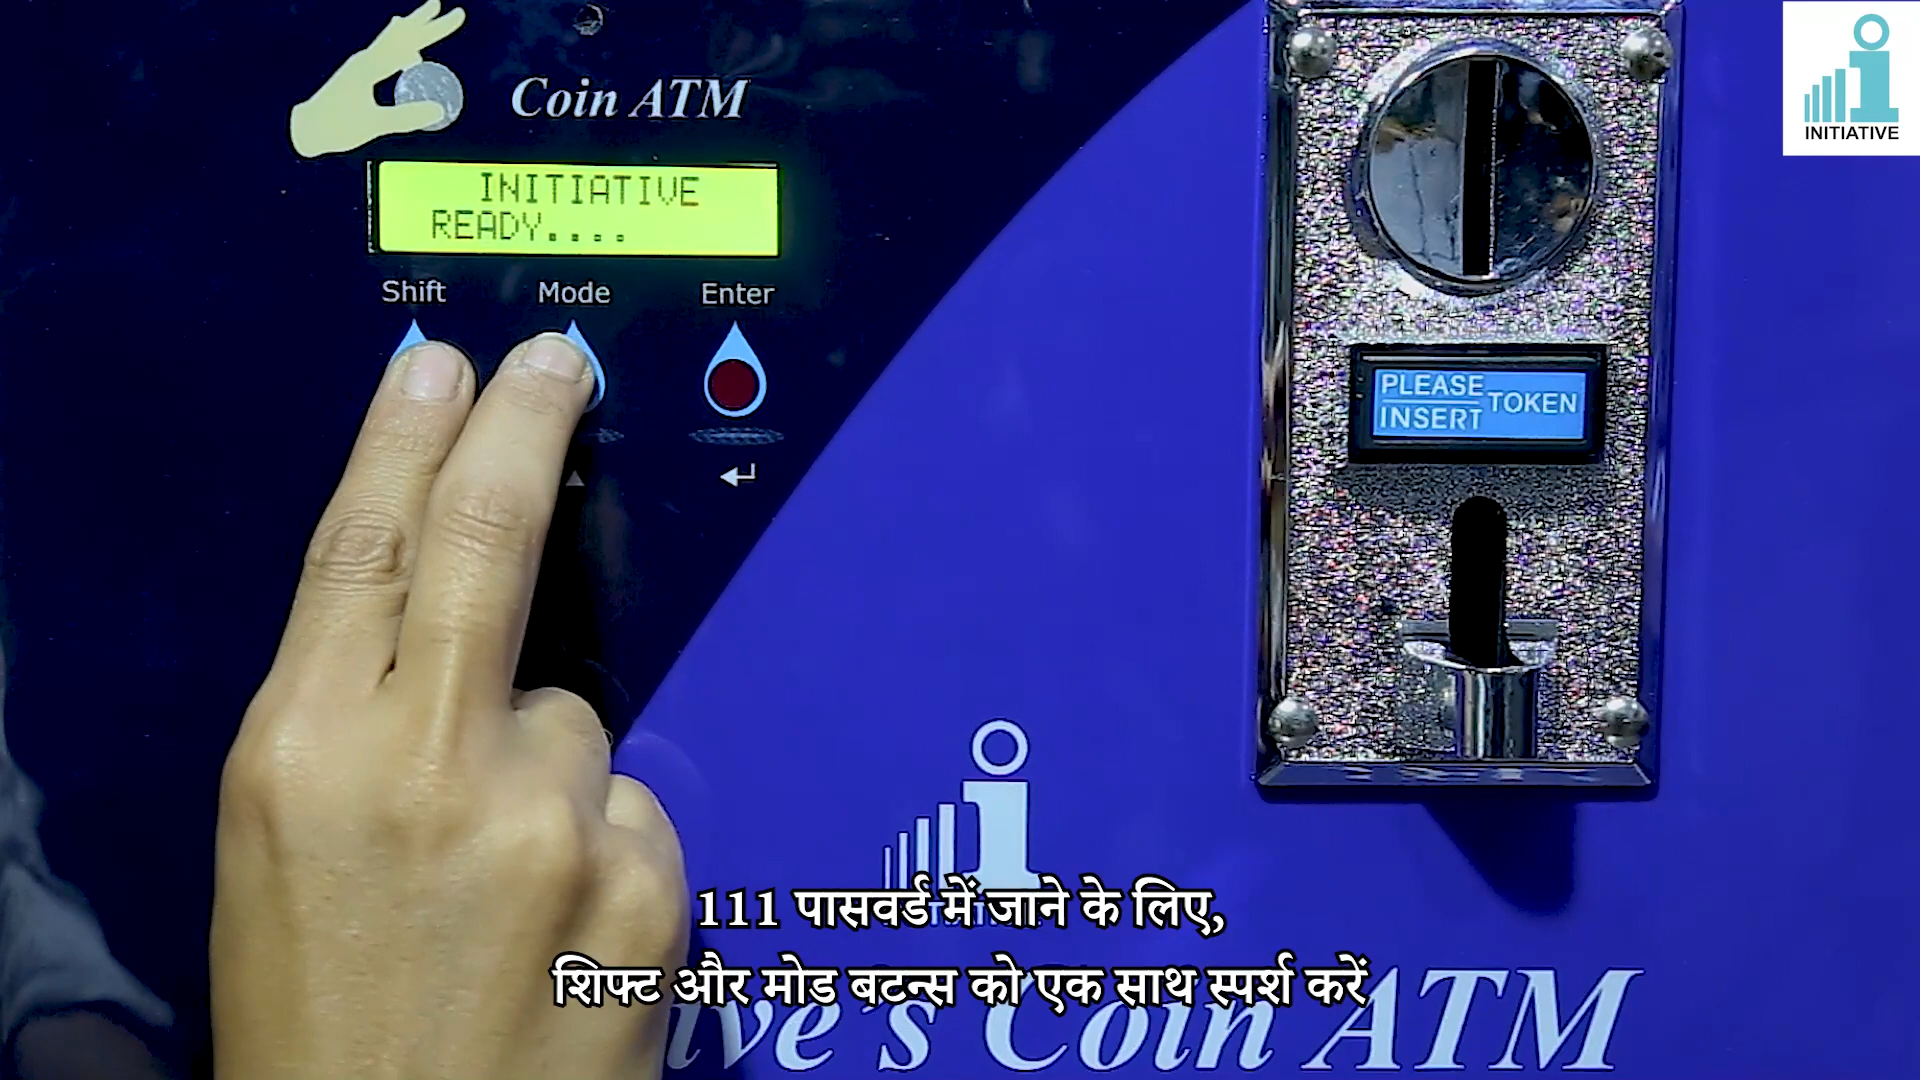 Coin ATM
INITIATIVE
READY....
Shift Mode Enter
INITIATIVE
PLEASE
INSERT
TOKEN
111 पासवर्ड में जाने के लिए,
शिफ्ट और मोड बटन्स को एक साथ स्पर्श करें
Coin ATM